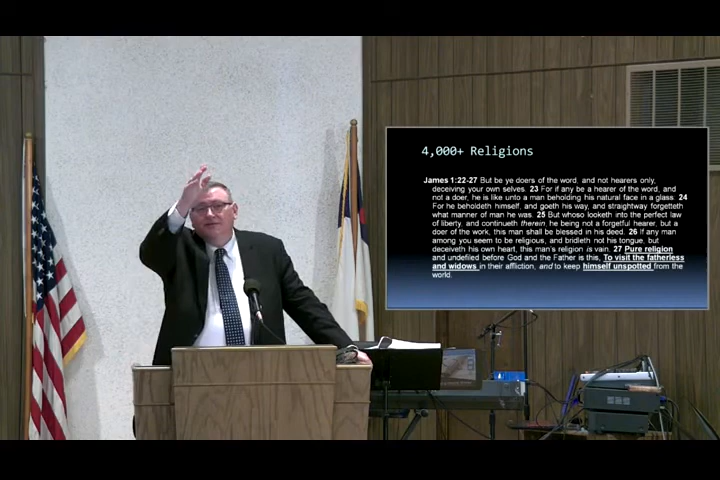 4,000+ Religions
James 1:22-27 But be ye doers of the word, and not hearers only,
deceiving your own selves. 23 For if any be a hearer of the word, and
not a doer, he is like unto a man beholding his natural face in a glass. 24
For he beholdeth himself, and goeth his way, and straightway forgetteth
what manner of man he was. 25 But whoso looketh into the perfect law
of liberty, and continueth therein, he being not a forgetful hearer, but a
doer of the work, this man shall be blessed in his deed. 26 If any man
among you seem to be religious, and bridleth not his tongue, but
deceiveth his own heart, this man's religion is vain. 27 Pure religion
and undefiled before God and the Father is this, To visit the fatherless
and widows in their affliction, and to keep himself unspotted from the
world.